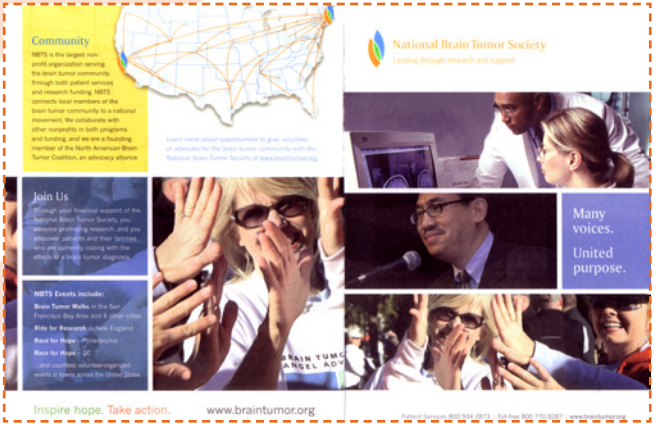 Community
NBTS is the largest non-
profit organization serving
the brain tumor community
through both patient services
and research funding. NBTS
connects local members of the
brain tumor community to a national
movement. We collaborate with
other nonprofits in both programs
and funding, and we are a founding
member of the North American Brain
Tumor Coalition, an advocacy alliance.
Learn more about opportunities to give, volunteer,
or advocate for the brain tumor community with the
National Brain Tumor Society at www.braintumor.org
Join Us
Through your financial support of the
National Brain Tumor Society, you
advance promising research, and you
empower patients and their families
who are currently coping with the
effects of a brain tumor diagnosis.
NBTS Events include:
Brain Tumor Walks in the San
Francisco Bay Area and 6 other cities
Ride for Research in New England
Race for Hope - Philadelphia
Race for Hope - DC
...and countless volunteer-organized
events in towns across the United States.
BRAIN TUMO
ANGEL ADV
Inspire hope. Take action.
www.braintumor.org
National Brain Tumor Society
Leading through research and support
Many
voices.
United
purpose.
Patient Services 800 934 2873 | Toll-free 800 770 8287 | www.braintumor.org